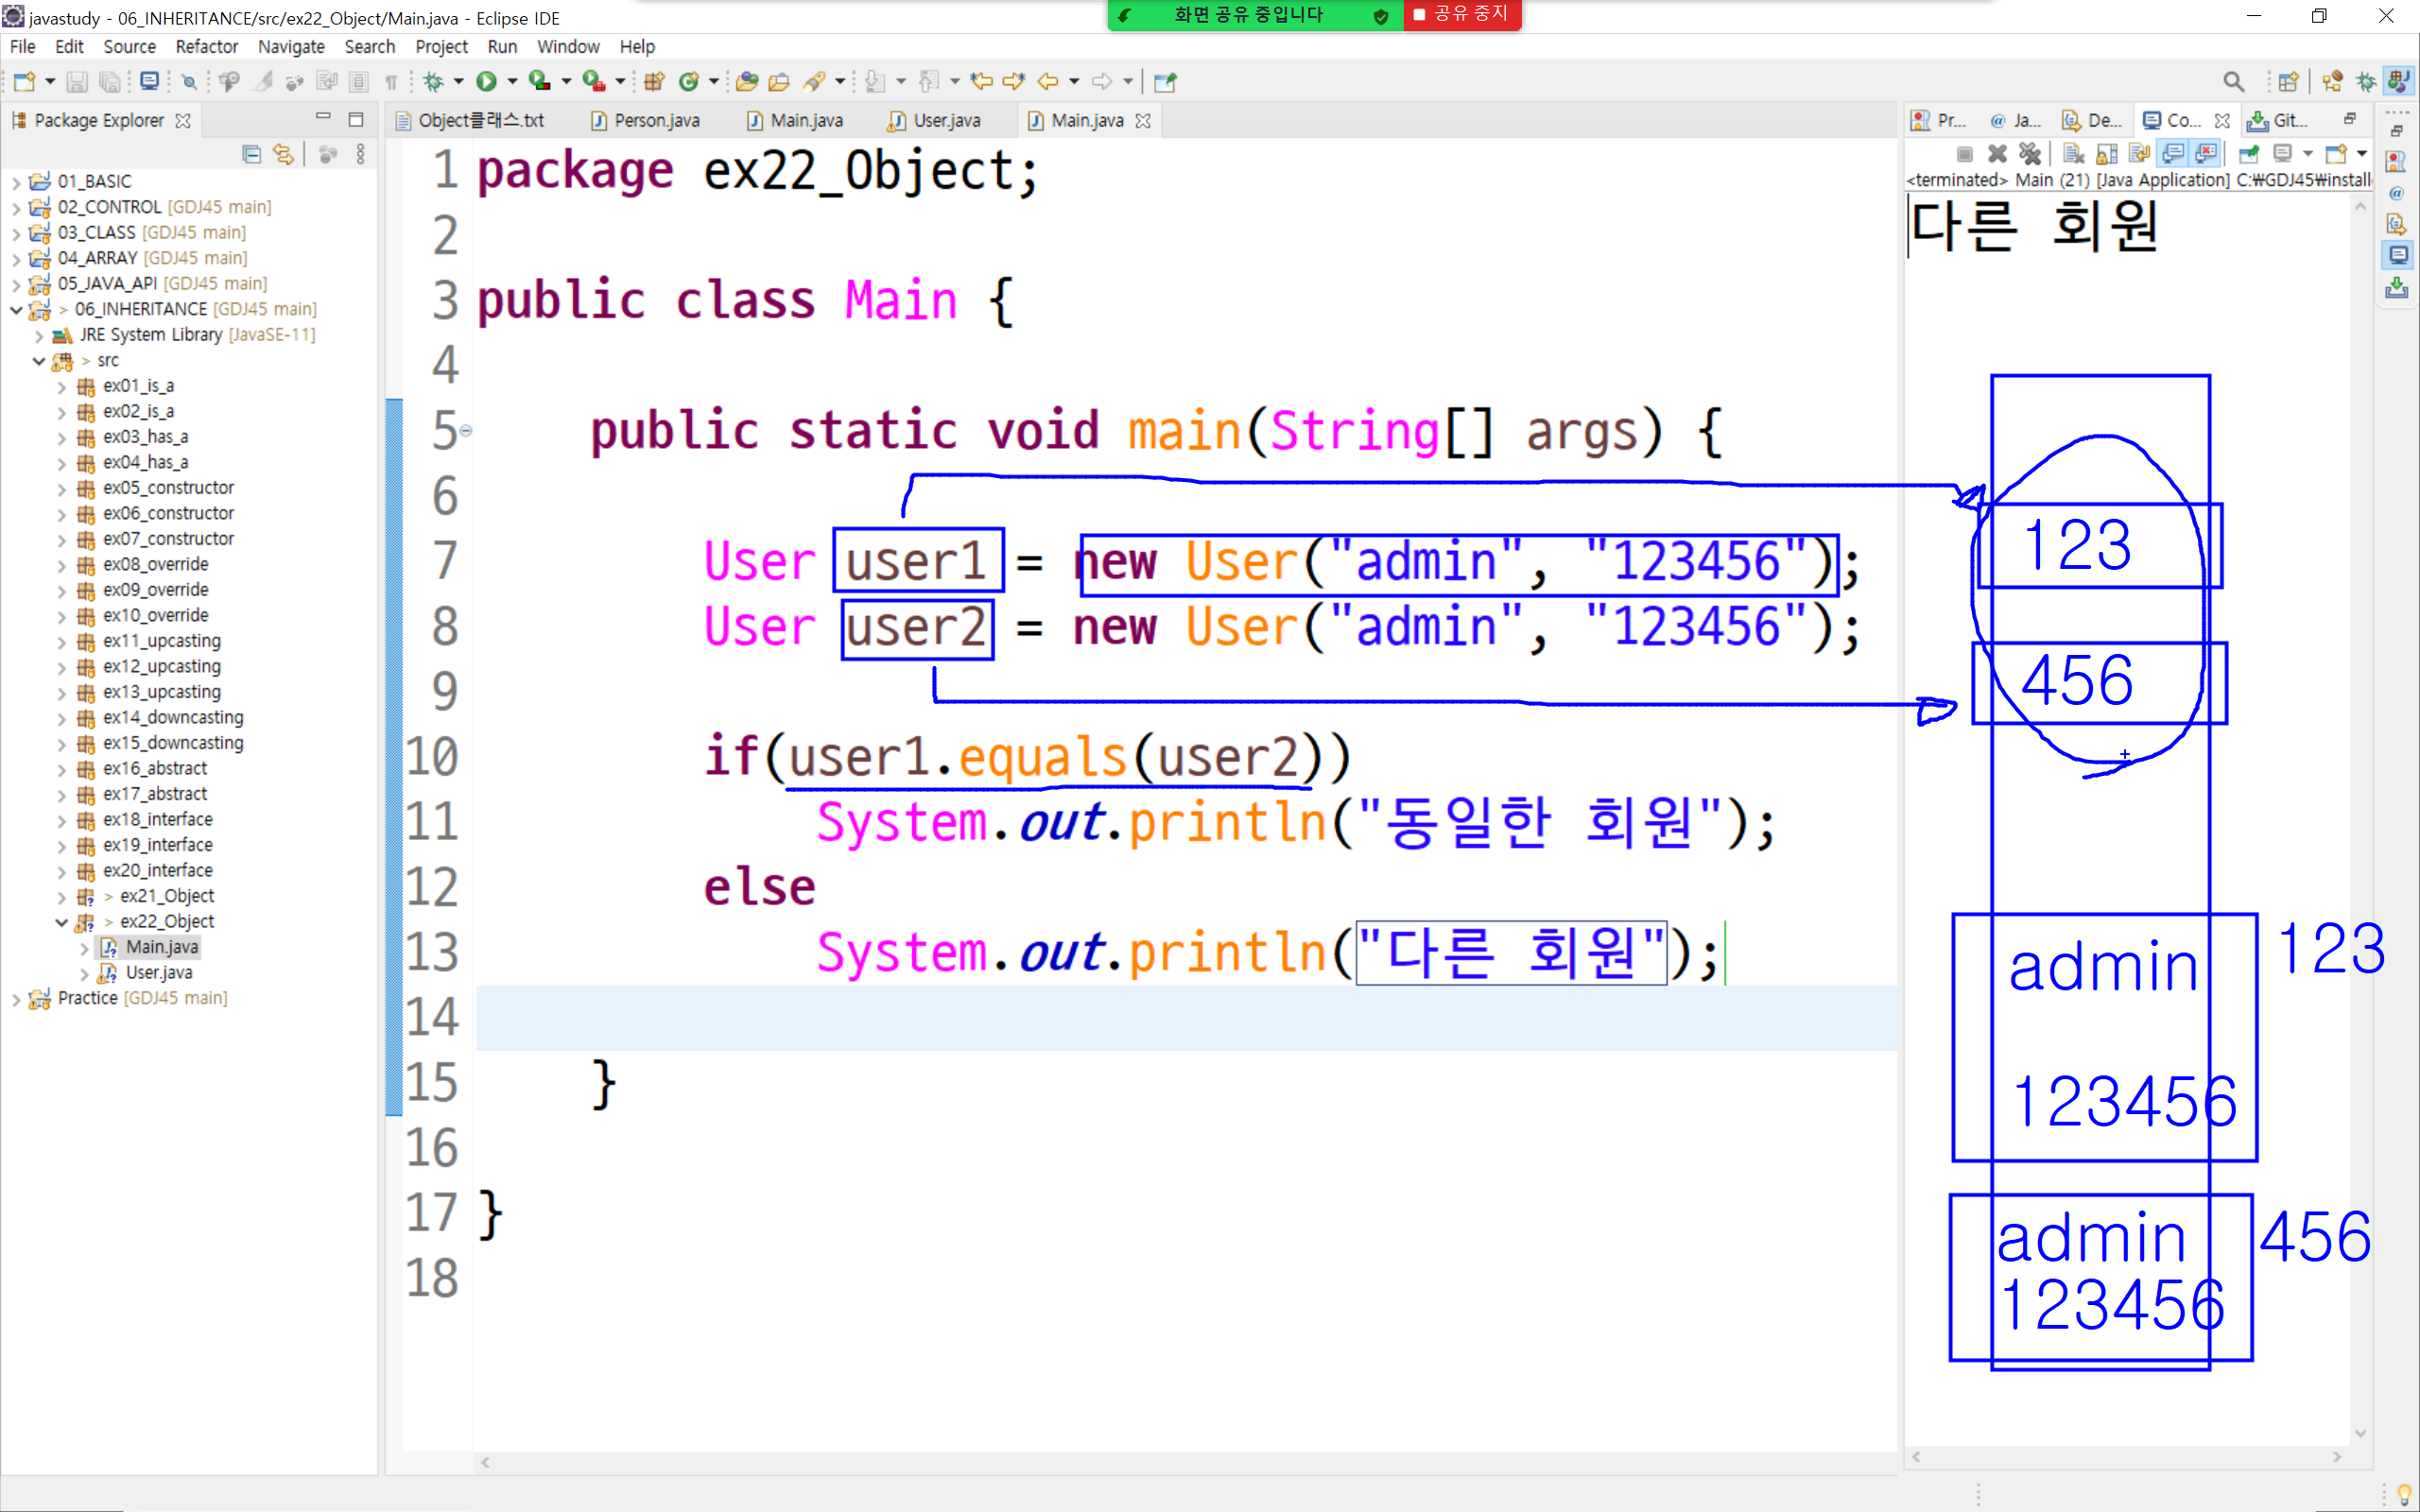 javastudy - 06_INHERITANCE/src/ex22_Object/Main.java - Eclipse IDE
화면 공유 중입니다
공유 중지
File Edit Source Refactor Navigate Search Project Run Window Help
Package Explorer
01_BASIC
02_CONTROL [GDJ45 main]
03_CLASS [GDJ45 main]
04_ARRAY [GDJ45 main]
05_JAVA_API [GDJ45 main]
> 06_INHERITANCE [GDJ45 main]
JRE System Library [JavaSE-11]
> src
ex01_is_a
ex02_is_a
ex03_has_a
ex04_has_a
ex05_constructor
ex06_constructor
ex07_constructor
ex08_override
ex09_override
ex10_override
ex11_upcasting
ex12_upcasting
ex13_upcasting
ex14_downcasting
ex15_downcasting
ex16_abstract
ex17_abstract
ex18_interface
ex19_interface
ex20_interface
> ex21_Object
> ex22_Object
Main.java
User.java
Practice [GDJ45 main]
Object클래스.txt Person.java Main.java User.java Main.java
1 package ex22_Object;
2
3 public class Main {
4
5 public static void main(String[] args) {
6
7 User user1 = new User("admin", "123456");
8 User user2 = new User("admin", "123456");
9
10 if(user1.equals(user2))
11 System.out.println("동일한 회원");
12 else
13 System.out.println("다른 회원");
14
15 }
16
17 }
18
Pr... Ja... De... Co... Git...
<terminated> Main (21) [Java Application] C:₩GDJ45₩install
다른 회원
123
456
admin 123
123456
admin 456
123456